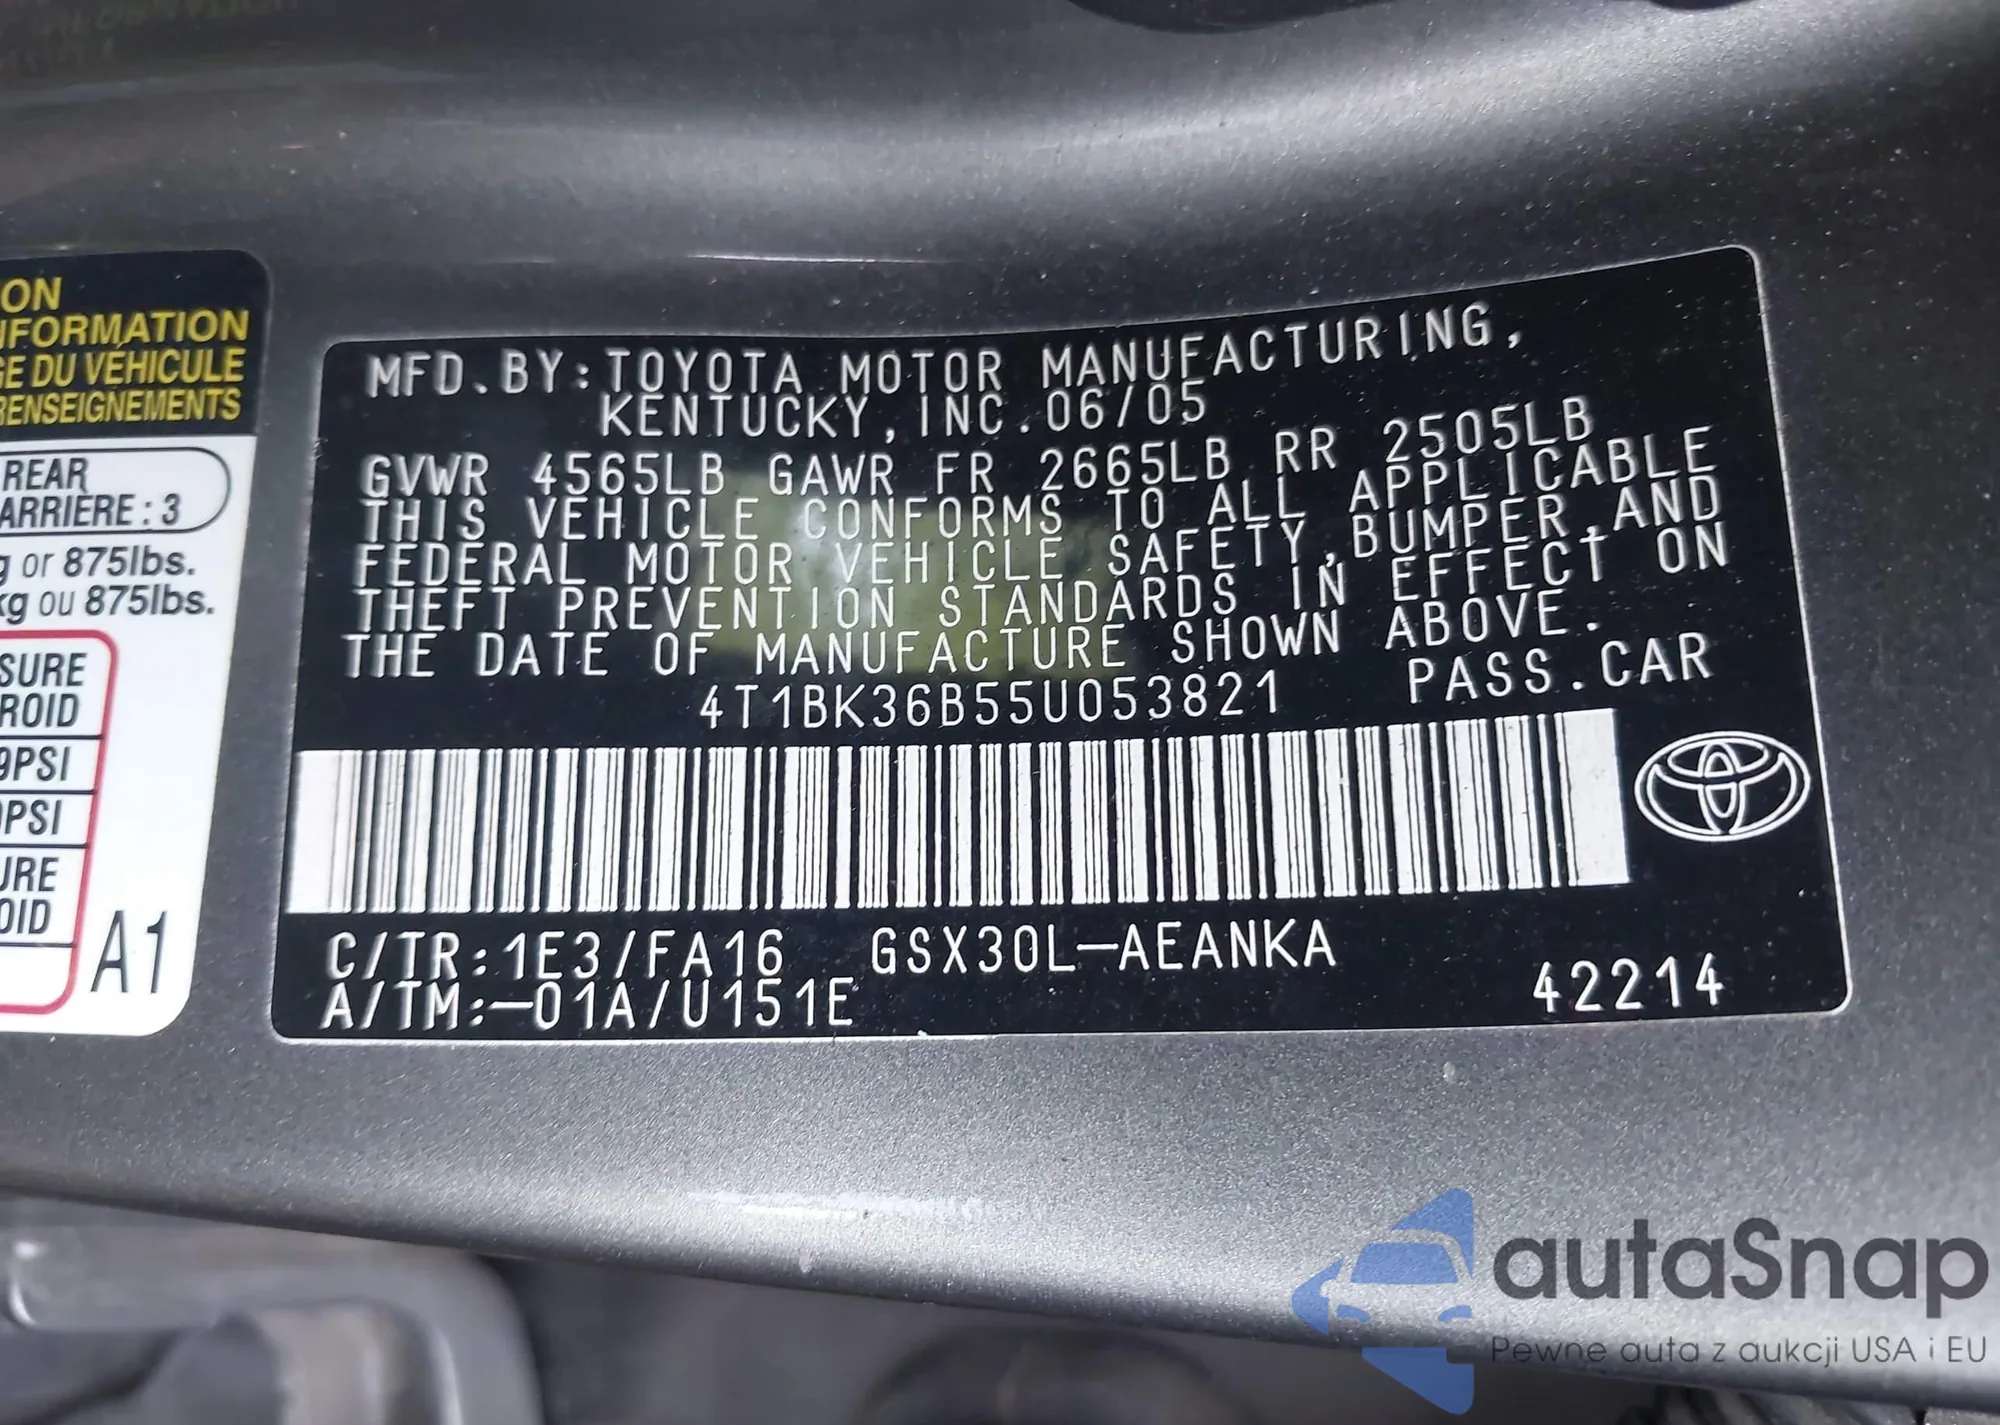 ON
NFORMATION
GE DU VÉHICULE
RENSEIGNEMENTS
REAR
ARRIÈRE : 3
g or 875lbs.
kg ou 875lbs.
SURE
ROID
9PSI
0PSI
URE
OID
A1
MFD.BY:TOYOTA MOTOR MANUFACTURING,
KENTUCKY,INC.06/05
GVWR 4565LB GAWR FR 2665LB RR 2505LB
THIS VEHICLE CONFORMS TO ALL APPLICABLE
FEDERAL MOTOR VEHICLE SAFETY,BUMPER,AND
THEFT PREVENTION STANDARDS IN EFFECT ON
THE DATE OF MANUFACTURE SHOWN ABOVE.
4T1BK36B55U053821 PASS.CAR
C/TR:1E3/FA16 GSX30L-AEANKA
A/TM:-01A/U151E 42214
autaSnap
Pewne auta z aukcji USA i EU